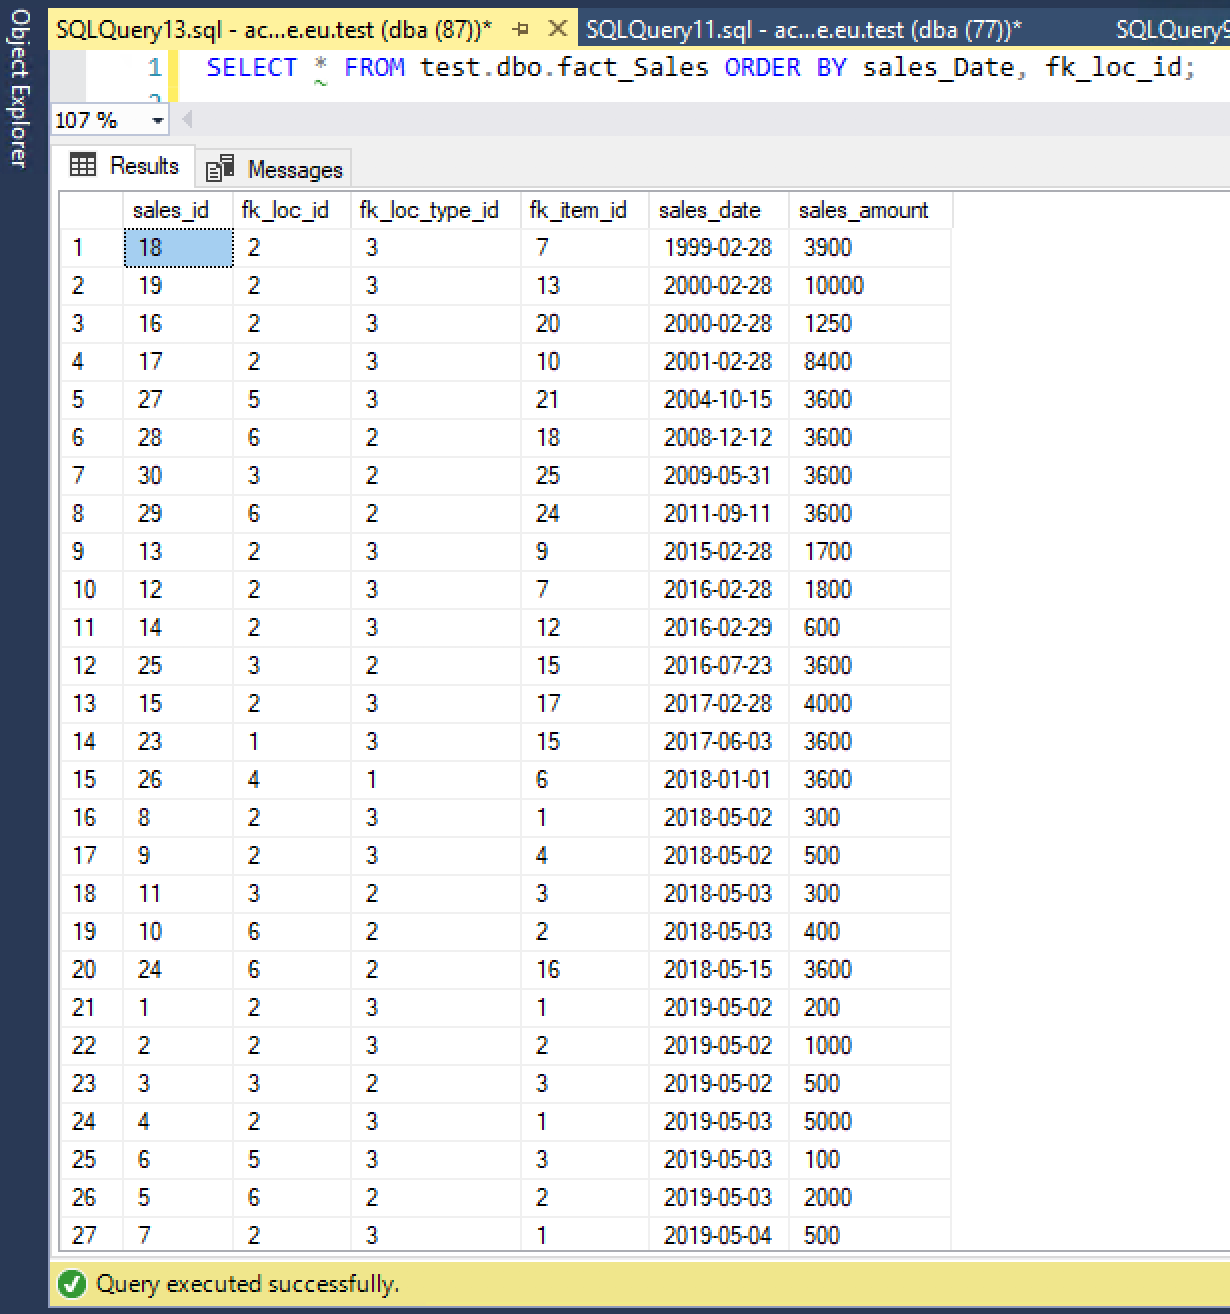 Object Explorer
SQLQuery13.sql - ac...e.eu.test (dba (87))* SQLQuery11.sql - ac...e.eu.test (dba (77))* SQLQuery9
1 SELECT * FROM test.dbo.fact_Sales ORDER BY sales_Date, fk_loc_id;
2
107 %
Results Messages
sales_id fk_loc_id fk_loc_type_id fk_item_id sales_date sales_amount
1 18 2 3 7 1999-02-28 3900
2 19 2 3 13 2000-02-28 10000
3 16 2 3 20 2000-02-28 1250
4 17 2 3 10 2001-02-28 8400
5 27 5 3 21 2004-10-15 3600
6 28 6 2 18 2008-12-12 3600
7 30 3 2 25 2009-05-31 3600
8 29 6 2 24 2011-09-11 3600
9 13 2 3 9 2015-02-28 1700
10 12 2 3 7 2016-02-28 1800
11 14 2 3 12 2016-02-29 600
12 25 3 2 15 2016-07-23 3600
13 15 2 3 17 2017-02-28 4000
14 23 1 3 15 2017-06-03 3600
15 26 4 1 6 2018-01-01 3600
16 8 2 3 1 2018-05-02 300
17 9 2 3 4 2018-05-02 500
18 11 3 2 3 2018-05-03 300
19 10 6 2 2 2018-05-03 400
20 24 6 2 16 2018-05-15 3600
21 1 2 3 1 2019-05-02 200
22 2 2 3 2 2019-05-02 1000
23 3 3 2 3 2019-05-02 500
24 4 2 3 1 2019-05-03 5000
25 6 5 3 3 2019-05-03 100
26 5 6 2 2 2019-05-03 2000
27 7 2 3 1 2019-05-04 500
Query executed successfully.